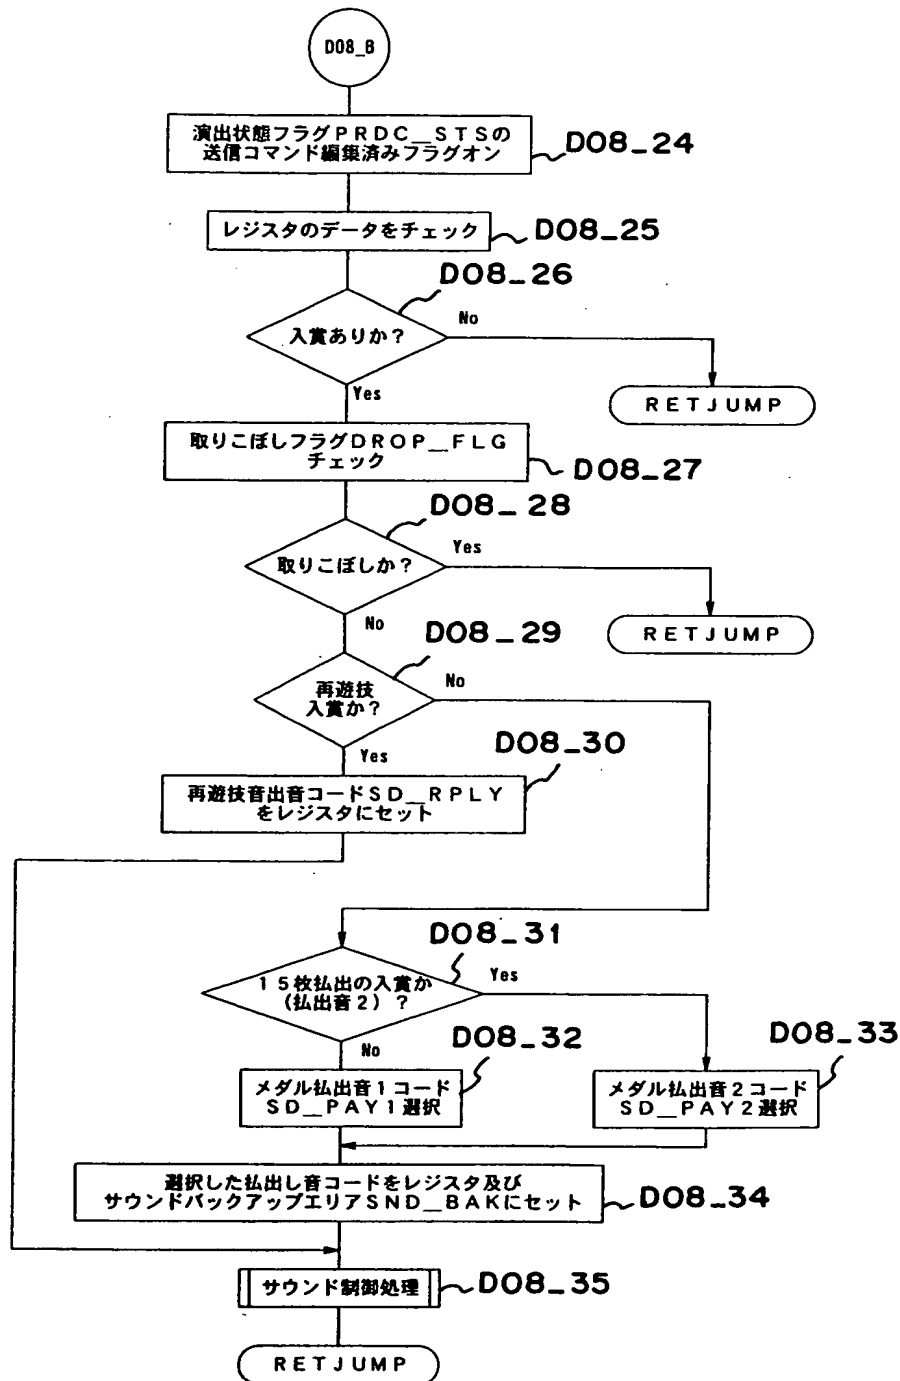 D08_B
演出状態フラグPRDC_STSの
送信コマンド編集済みフラグオン
D08_24
レジスタのデータをチェック
D08_25
D08_26
入賞ありか?
No
Yes
RETJUMP
取りこぼしフラグDROP_FLG
チェック
D08_27
D08_28
取りこぼしか?
Yes
No
RETJUMP
D08_29
再遊技
入賞か?
No
Yes
D08_30
再遊技音出音コードSD_RPLY
をレジスタにセット
D08_31
15枚払出の入賞か
(払出音2)?
Yes
No
D08_32
D08_33
メダル払出音1コード
SD_PAY1選択
メダル払出音2コード
SD_PAY2選択
選択した払出し音コードをレジスタ及び
サウンドバックアップエリアSND_BAKにセット
D08_34
サウンド制御処理
D08_35
RETJUMP